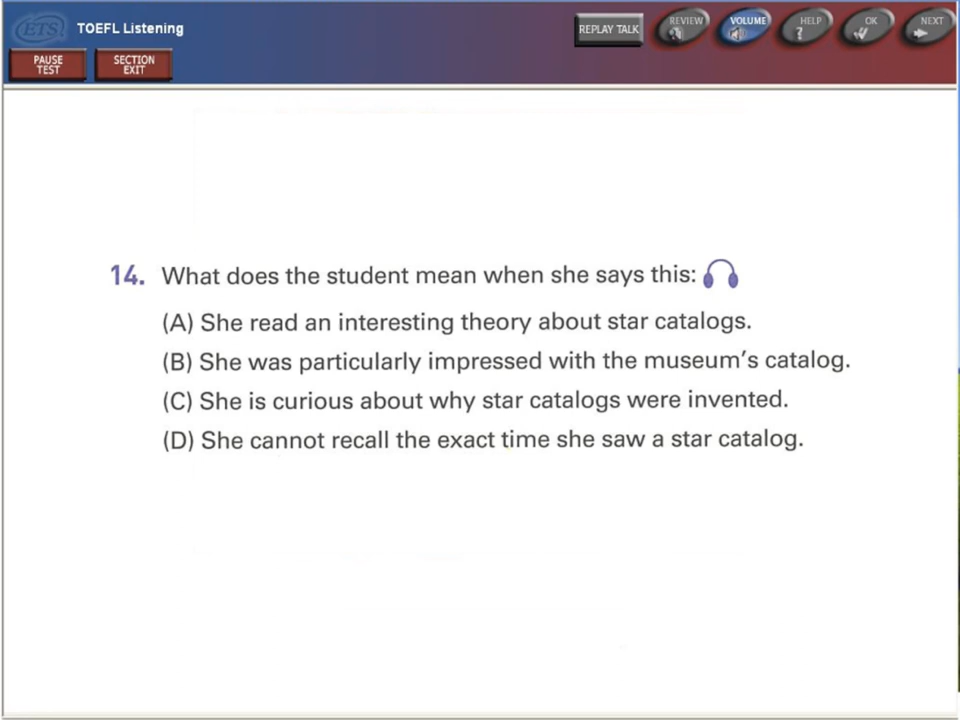 ETS TOEFL Listening
REPLAY TALK
REVIEW
VOLUME
HELP
?
OK
NEXT
PAUSE
TEST
SECTION
EXIT
14. What does the student mean when she says this:
(A) She read an interesting theory about star catalogs.
(B) She was particularly impressed with the museum's catalog.
(C) She is curious about why star catalogs were invented.
(D) She cannot recall the exact time she saw a star catalog.